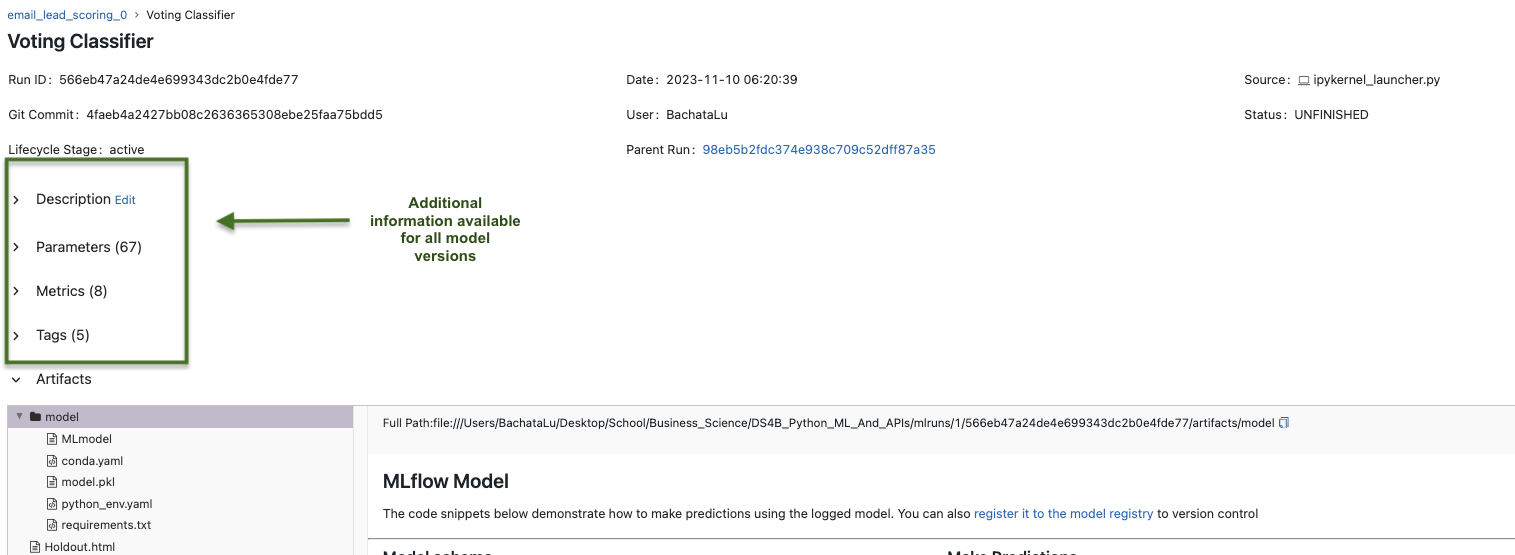 email_lead_scoring_0 › Voting Classifier
Voting Classifier
Run ID: 566eb47a24de4e699343dc2b0e4fde77 Date: 2023-11-10 06:20:39 Source: ipykernel_launcher.py
Git Commit: 4faeb4a2427bb08c2636365308ebe25faa75bdd5 User: BachataLu Status: UNFINISHED
Lifecycle Stage: active Parent Run: 98eb5b2fdc374e938c709c52dff87a35
Description Edit
Parameters (67)
Metrics (8)
Tags (5)
Additional
information available
for all model
versions
Artifacts
model
MLmodel
conda.yaml
model.pkl
python_env.yaml
requirements.txt
Holdout.html
Full Path:file:///Users/BachataLu/Desktop/School/Business_Science/DS4B_Python_ML_And_APIs/mlruns/1/566eb47a24de4e699343dc2b0e4fde77/artifacts/model
MLflow Model
The code snippets below demonstrate how to make predictions using the logged model. You can also register it to the model registry to version control
Model schema Make Predictions